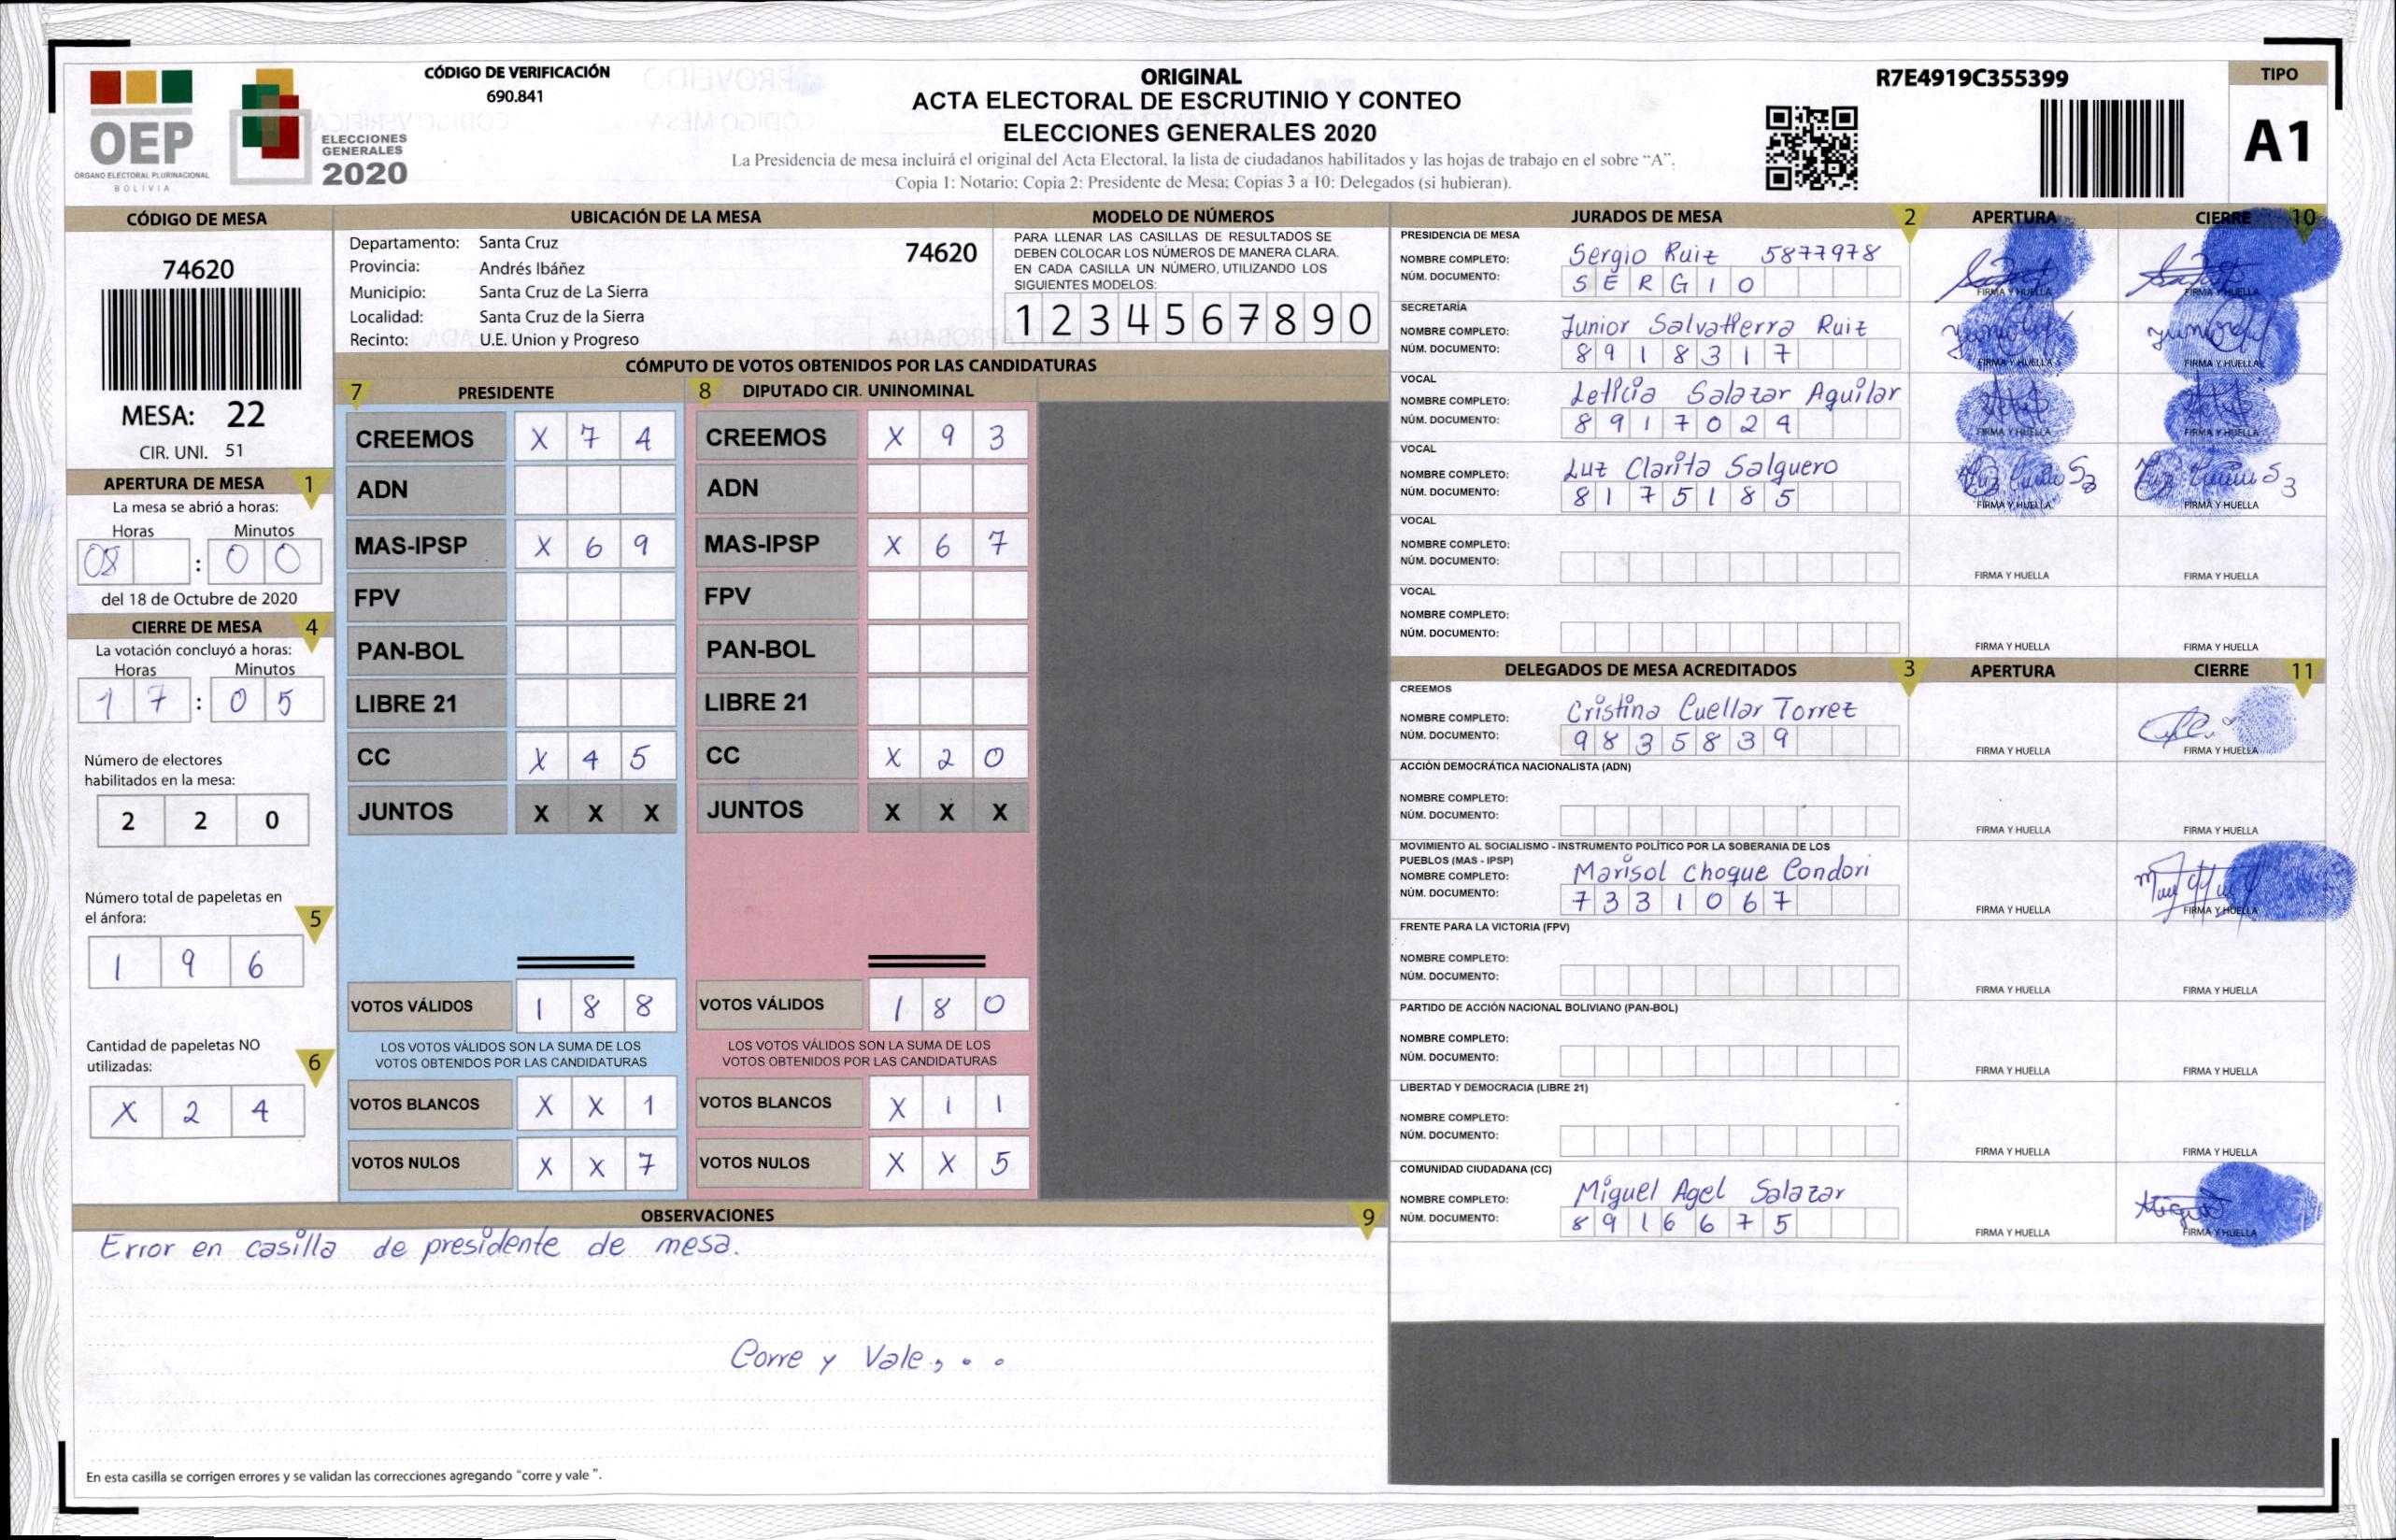 CÓDIGO DE VERIFICACIÓN
690.841
OEP
ÓRGANO ELECTORAL PLURINACIONAL
BOLIVIA
ELECCIONES
GENERALES
2020
ORIGINAL
ACTA ELECTORAL DE ESCRUTINIO Y CONTEO
ELECCIONES GENERALES 2020
La Presidencia de mesa incluirá el original del Acta Electoral, la lista de ciudadanos habilitados y las hojas de trabajo en el sobre “A”.
Copia 1: Notario; Copia 2: Presidente de Mesa; Copias 3 a 10: Delegados (si hubieran).
R7E4919C355399
TIPO
A1
CÓDIGO DE MESA
74620
MESA: 22
CIR. UNI. 51
APERTURA DE MESA 1
La mesa se abrió a horas:
Horas Minutos
08 : 0 0
del 18 de Octubre de 2020
CIERRE DE MESA 4
La votación concluyó a horas:
Horas Minutos
1 7 : 0 5
Número de electores
habilitados en la mesa:
2 2 0
Número total de papeletas en
el ánfora: 5
1 9 6
Cantidad de papeletas NO
utilizadas: 6
X 2 4
UBICACIÓN DE LA MESA
Departamento: Santa Cruz 74620
Provincia: Andrés Ibáñez
Municipio: Santa Cruz de La Sierra
Localidad: Santa Cruz de la Sierra
Recinto: U.E. Union y Progreso
MODELO DE NÚMEROS
PARA LLENAR LAS CASILLAS DE RESULTADOS SE
DEBEN COLOCAR LOS NÚMEROS DE MANERA CLARA.
EN CADA CASILLA UN NÚMERO, UTILIZANDO LOS
SIGUIENTES MODELOS:
1 2 3 4 5 6 7 8 9 0
CÓMPUTO DE VOTOS OBTENIDOS POR LAS CANDIDATURAS
7 PRESIDENTE
CREEMOS X 7 4
ADN
MAS-IPSP X 6 9
FPV
PAN-BOL
LIBRE 21
CC X 4 5
JUNTOS X X X
VOTOS VÁLIDOS 1 8 8
LOS VOTOS VÁLIDOS SON LA SUMA DE LOS
VOTOS OBTENIDOS POR LAS CANDIDATURAS
VOTOS BLANCOS X X 1
VOTOS NULOS X X 7
8 DIPUTADO CIR. UNINOMINAL
CREEMOS X 9 3
ADN
MAS-IPSP X 6 7
FPV
PAN-BOL
LIBRE 21
CC X 2 0
JUNTOS X X X
VOTOS VÁLIDOS 1 8 0
LOS VOTOS VÁLIDOS SON LA SUMA DE LOS
VOTOS OBTENIDOS POR LAS CANDIDATURAS
VOTOS BLANCOS X 1 1
VOTOS NULOS X X 5
OBSERVACIONES 9
Error en casilla de presidente de mesa.
Corre y Vale, . .
En esta casilla se corrigen errores y se validan las correcciones agregando “corre y vale”.
JURADOS DE MESA 2 APERTURA CIERRE 10
PRESIDENCIA DE MESA
NOMBRE COMPLETO: Sergio Ruiz 5877978
NÚM. DOCUMENTO: S E R G I O
FIRMA Y HUELLA FIRMA Y HUELLA
SECRETARÍA
NOMBRE COMPLETO: Junior Salvatierra Ruiz
NÚM. DOCUMENTO: 8 9 1 8 3 1 7
FIRMA Y HUELLA FIRMA Y HUELLA
VOCAL
NOMBRE COMPLETO: Leticia Salazar Aguilar
NÚM. DOCUMENTO: 8 9 1 7 0 2 4
FIRMA Y HUELLA FIRMA Y HUELLA
VOCAL
NOMBRE COMPLETO: Luz Clarita Salguero
NÚM. DOCUMENTO: 8 1 7 5 1 8 5
FIRMA Y HUELLA FIRMA Y HUELLA
VOCAL
NOMBRE COMPLETO:
NÚM. DOCUMENTO:
FIRMA Y HUELLA FIRMA Y HUELLA
VOCAL
NOMBRE COMPLETO:
NÚM. DOCUMENTO:
FIRMA Y HUELLA FIRMA Y HUELLA
DELEGADOS DE MESA ACREDITADOS 3 APERTURA CIERRE 11
CREEMOS
NOMBRE COMPLETO: Cristina Cuellar Torrez
NÚM. DOCUMENTO: 9 8 3 5 8 3 9
FIRMA Y HUELLA FIRMA Y HUELLA
ACCIÓN DEMOCRÁTICA NACIONALISTA (ADN)
NOMBRE COMPLETO:
NÚM. DOCUMENTO:
FIRMA Y HUELLA FIRMA Y HUELLA
MOVIMIENTO AL SOCIALISMO - INSTRUMENTO POLÍTICO POR LA SOBERANIA DE LOS
PUEBLOS (MAS - IPSP)
NOMBRE COMPLETO: Marisol Choque Condori
NÚM. DOCUMENTO: 7 3 3 1 0 6 7
FIRMA Y HUELLA FIRMA Y HUELLA
FRENTE PARA LA VICTORIA (FPV)
NOMBRE COMPLETO:
NÚM. DOCUMENTO:
FIRMA Y HUELLA FIRMA Y HUELLA
PARTIDO DE ACCIÓN NACIONAL BOLIVIANO (PAN-BOL)
NOMBRE COMPLETO:
NÚM. DOCUMENTO:
FIRMA Y HUELLA FIRMA Y HUELLA
LIBERTAD Y DEMOCRACIA (LIBRE 21)
NOMBRE COMPLETO:
NÚM. DOCUMENTO:
FIRMA Y HUELLA FIRMA Y HUELLA
COMUNIDAD CIUDADANA (CC)
NOMBRE COMPLETO: Miguel Agel Salazar
NÚM. DOCUMENTO: 8 9 1 6 6 7 5
FIRMA Y HUELLA FIRMA Y HUELLA